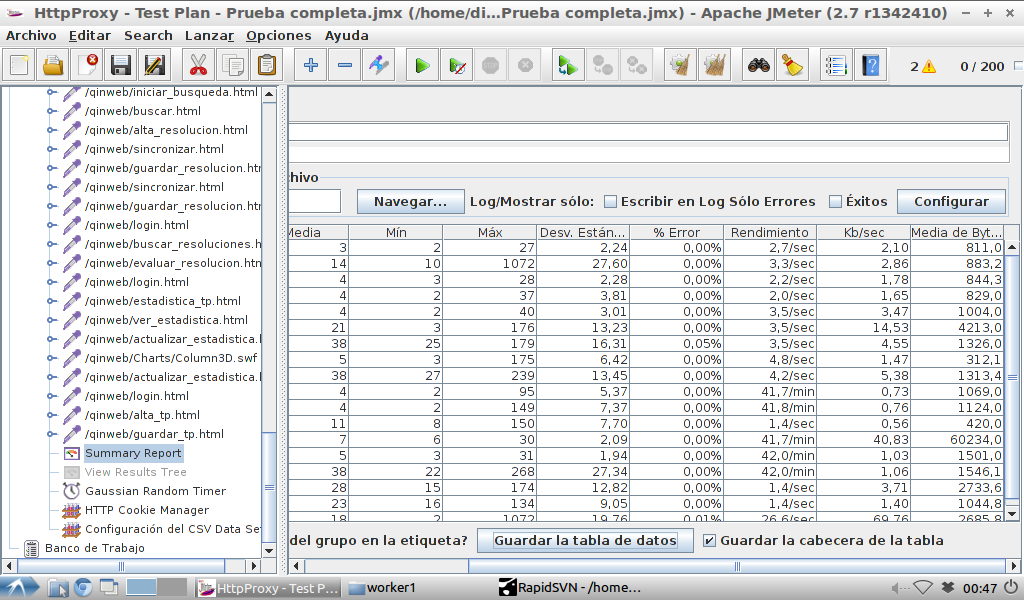 HttpProxy - Test Plan - Prueba completa.jmx (/home/di...Prueba completa.jmx) - Apache JMeter (2.7 r1342410)
Archivo Editar Search Lanzar Opciones Ayuda
2 0 / 200
/qinweb/iniciar_busqueda.html
/qinweb/buscar.html
/qinweb/alta_resolucion.html
/qinweb/sincronizar.html
/qinweb/guardar_resolucion.htm
/qinweb/sincronizar.html
/qinweb/guardar_resolucion.htm
/qinweb/login.html
/qinweb/buscar_resoluciones.h
/qinweb/evaluar_resolucion.htm
/qinweb/login.html
/qinweb/estadistica_tp.html
/qinweb/ver_estadistica.html
/qinweb/actualizar_estadistica.l
/qinweb/Charts/Column3D.swf
/qinweb/actualizar_estadistica.l
/qinweb/login.html
/qinweb/alta_tp.html
/qinweb/guardar_tp.html
Summary Report
View Results Tree
Gaussian Random Timer
HTTP Cookie Manager
Configuración del CSV Data Se
Banco de Trabajo
hivo
Navegar... Log/Mostrar sólo: Escribir en Log Sólo Errores Éxitos Configurar
Media Mín Máx Desv. Están... % Error Rendimiento Kb/sec Media de Byt...
3 2 27 2,24 0,00% 2,7/sec 2,10 811,0
14 10 1072 27,60 0,00% 3,3/sec 2,86 883,2
4 3 28 2,28 0,00% 2,2/sec 1,78 844,3
4 2 37 3,81 0,00% 2,0/sec 1,65 829,0
4 2 40 3,01 0,00% 3,5/sec 3,47 1004,0
21 3 176 13,23 0,00% 3,5/sec 14,53 4213,0
38 25 179 16,31 0,05% 3,5/sec 4,55 1326,0
5 3 175 6,42 0,00% 4,8/sec 1,47 312,1
38 27 239 13,45 0,00% 4,2/sec 5,38 1313,4
4 2 95 5,37 0,00% 41,7/min 0,73 1069,0
4 2 149 7,37 0,00% 41,8/min 0,76 1124,0
11 8 150 7,70 0,00% 1,4/sec 0,56 420,0
7 6 30 2,09 0,00% 41,7/min 40,83 60234,0
5 3 31 1,94 0,00% 42,0/min 1,03 1501,0
38 22 268 27,34 0,00% 42,0/min 1,06 1546,1
28 15 174 12,82 0,00% 1,4/sec 3,71 2733,6
23 16 134 9,05 0,00% 1,4/sec 1,40 1044,8
18 2 1072 19,76 0,01% 26,6/sec 69,76 2685,8
del grupo en la etiqueta? Guardar la tabla de datos Guardar la cabecera de la tabla
HttpProxy - Test P... worker1 RapidSVN - /home... 00:47